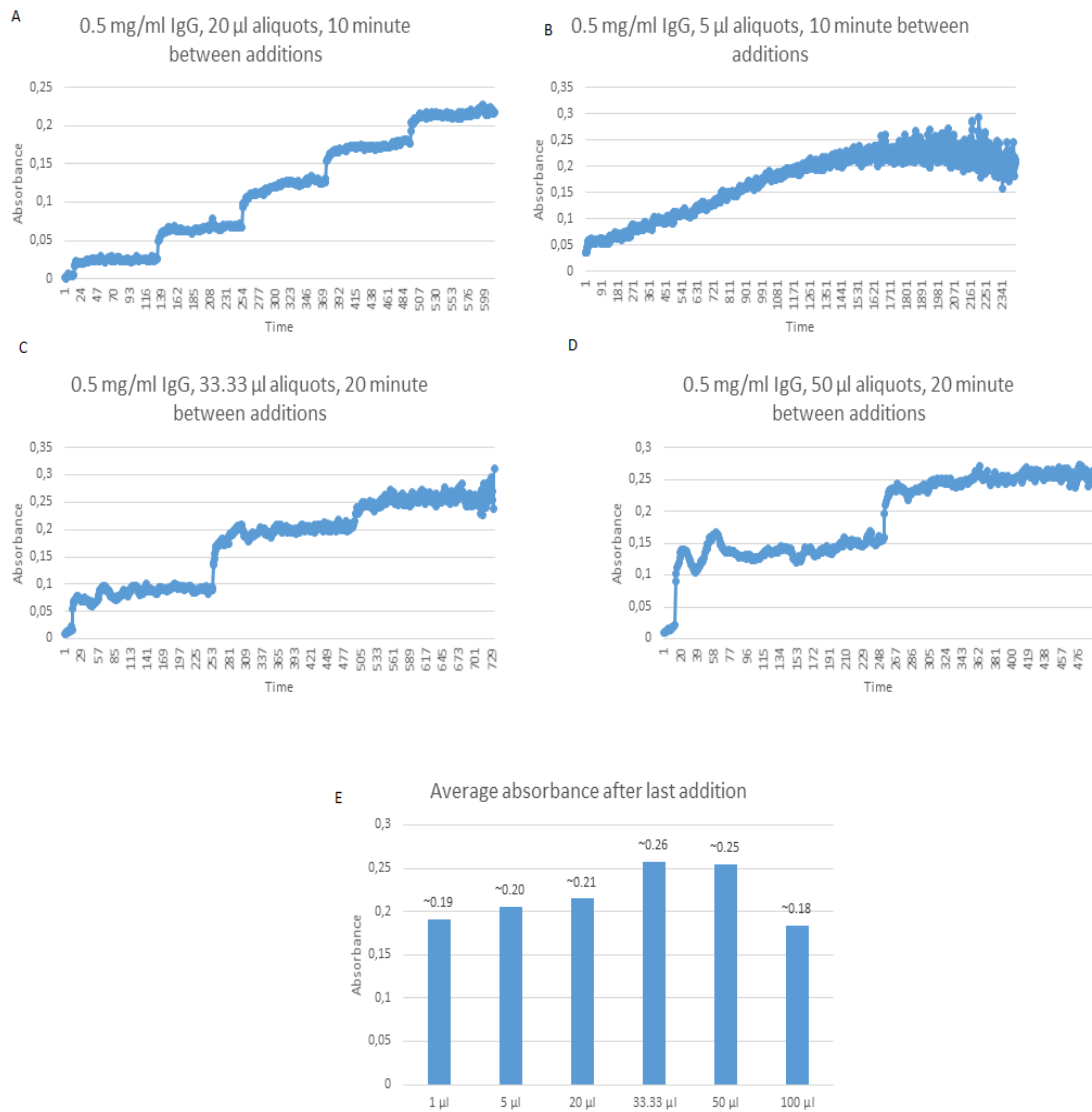 A
0.5 mg/ml IgG, 20 µl aliquots, 10 minute
between additions
0,25
0,2
0,15
0,1
0,05
0
Absorbance
1 24 47 70 93 116 139 162 185 208 231 254 277 300 323 346 369 392 415 438 461 484 507 530 553 576 599
Time
B
0.5 mg/ml IgG, 5 µl aliquots, 10 minute between
additions
0,35
0,3
0,25
0,2
0,15
0,1
0,05
0
Absorbance
1 91 181 271 361 451 541 631 721 811 901 991 1081 1171 1261 1351 1441 1531 1621 1711 1801 1891 1981 2071 2161 2251 2341
Time
C
0.5 mg/ml IgG, 33.33 µl aliquots, 20 minute
between additions
0,35
0,3
0,25
0,2
0,15
0,1
0,05
0
Absorbance
1 29 57 85 113 141 169 197 225 253 281 309 337 365 393 421 449 477 505 533 561 589 617 645 673 701 729
Time
D
0.5 mg/ml IgG, 50 µl aliquots, 20 minute
between additions
0,3
0,25
0,2
0,15
0,1
0,05
0
Absorbance
1 20 39 58 77 96 115 134 153 172 191 210 229 248 267 286 305 324 343 362 381 400 419 438 457 476
Time
E
Average absorbance after last addition
0,3
0,25
0,2
0,15
0,1
0,05
0
Absorbance
~0.19 ~0.20 ~0.21 ~0.26 ~0.25 ~0.18
1 µl 5 µl 20 µl 33.33 µl 50 µl 100 µl